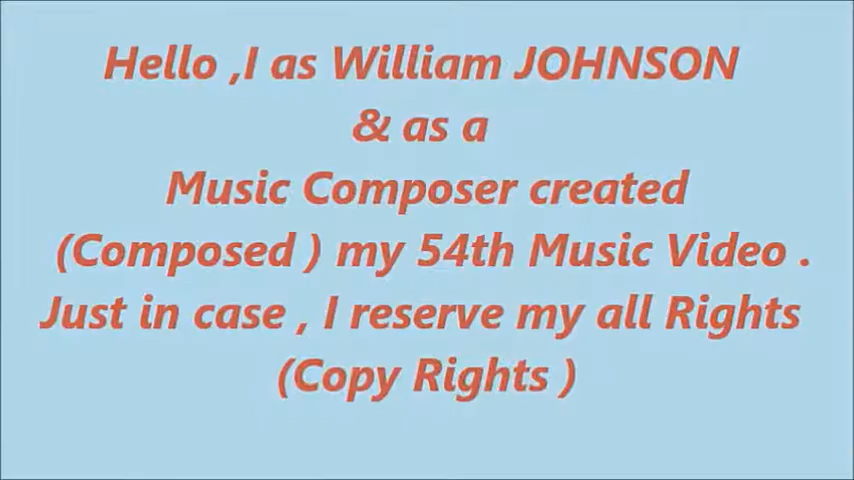 Hello ,I as William JOHNSON
& as a
Music Composer created
(Composed ) my 54th Music Video .
Just in case , I reserve my all Rights
(Copy Rights )